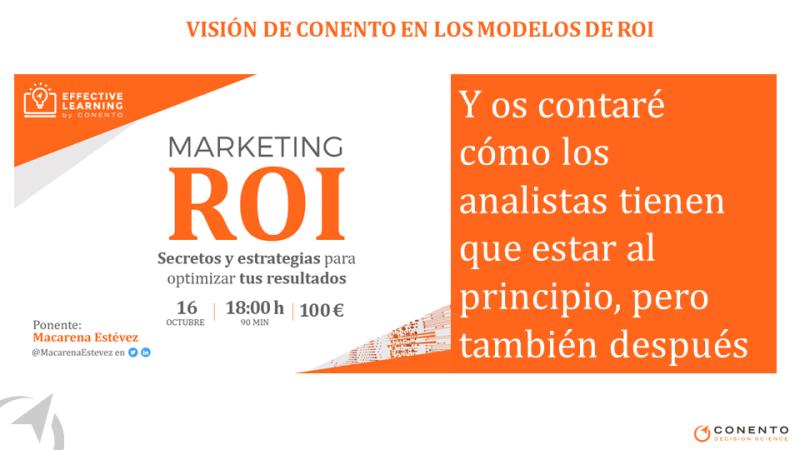 VISIÓN DE CONENTO EN LOS MODELOS DE ROI
EFFECTIVE
LEARNING
by CONENTO
MARKETING
ROI
Secretos y estrategias para
optimizar tus resultados
16
OCTUBRE
18:00 h
90 MIN
100 €
Ponente:
Macarena Estévez
@MacarenaEstevez en
Y os contaré
cómo los
analistas tienen
que estar al
principio, pero
también después
CONENTO
DECISION SCIENCE